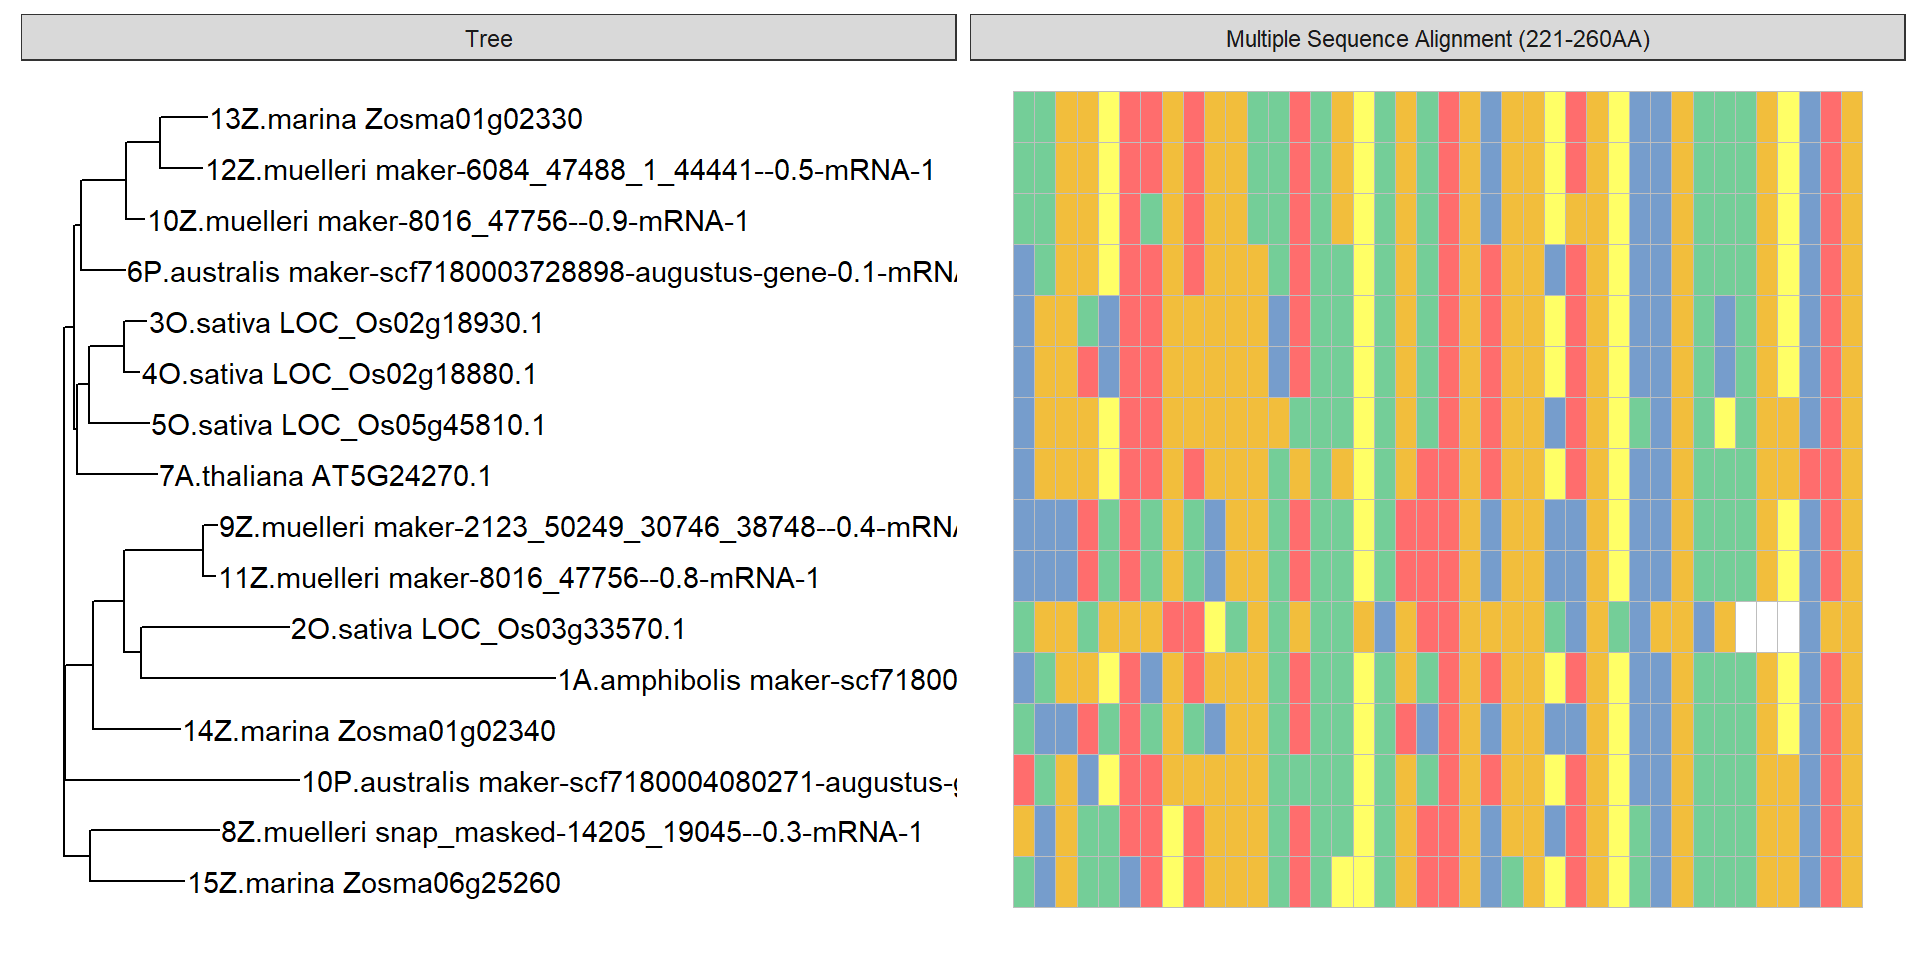 Tree
Multiple Sequence Alignment (221-260AA)
13Z.marina Zosma01g02330
12Z.muelleri maker-6084_47488_1_44441--0.5-mRNA-1
10Z.muelleri maker-8016_47756--0.9-mRNA-1
6P.australis maker-scf7180003728898-augustus-gene-0.1-mRN
3O.sativa LOC_Os02g18930.1
4O.sativa LOC_Os02g18880.1
5O.sativa LOC_Os05g45810.1
7A.thaliana AT5G24270.1
9Z.muelleri maker-2123_50249_30746_38748--0.4-mRN
11Z.muelleri maker-8016_47756--0.8-mRNA-1
2O.sativa LOC_Os03g33570.1
1A.amphibolis maker-scf71800
14Z.marina Zosma01g02340
10P.australis maker-scf7180004080271-augustus-
8Z.muelleri snap_masked-14205_19045--0.3-mRNA-1
15Z.marina Zosma06g25260